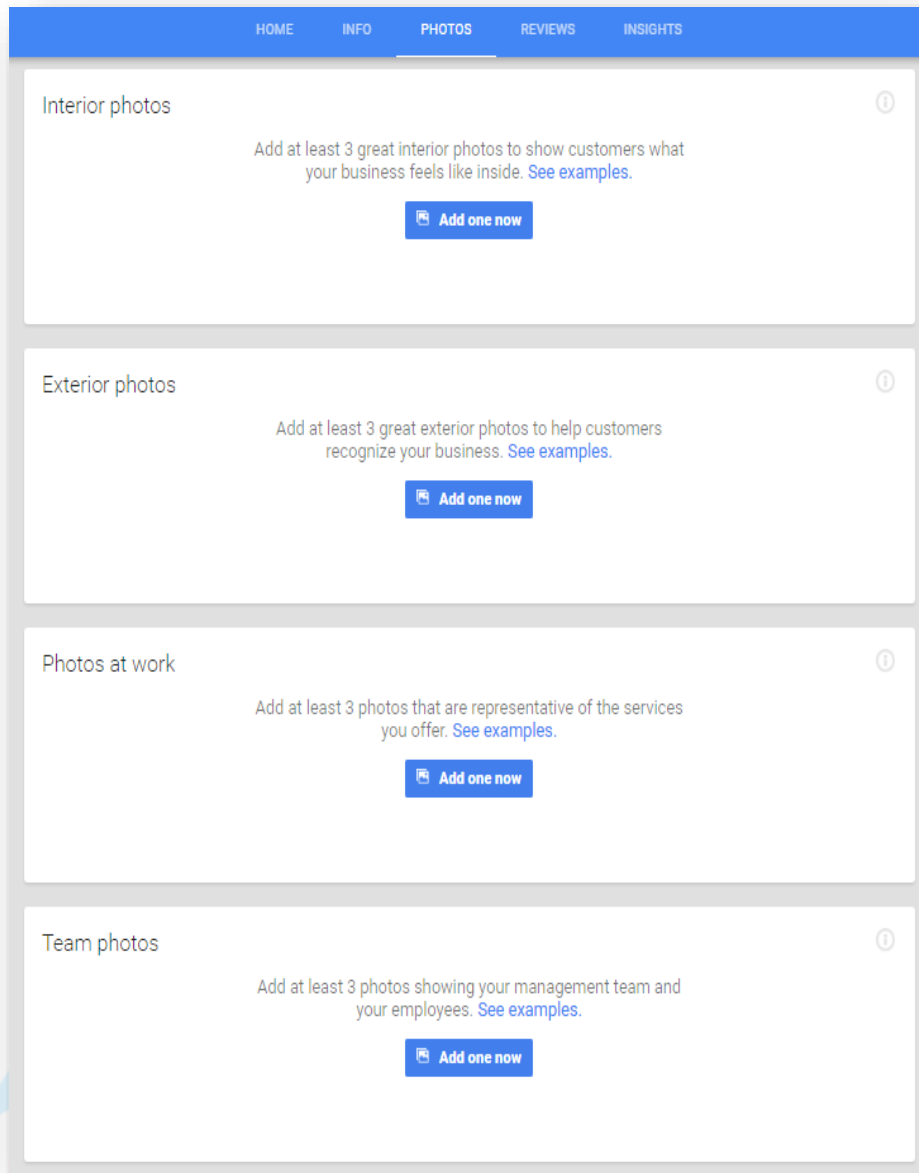 HOME INFO PHOTOS REVIEWS INSIGHTS
Interior photos
Add at least 3 great interior photos to show customers what
your business feels like inside. See examples.
Add one now
Exterior photos
Add at least 3 great exterior photos to help customers
recognize your business. See examples.
Add one now
Photos at work
Add at least 3 photos that are representative of the services
you offer. See examples.
Add one now
Team photos
Add at least 3 photos showing your management team and
your employees. See examples.
Add one now